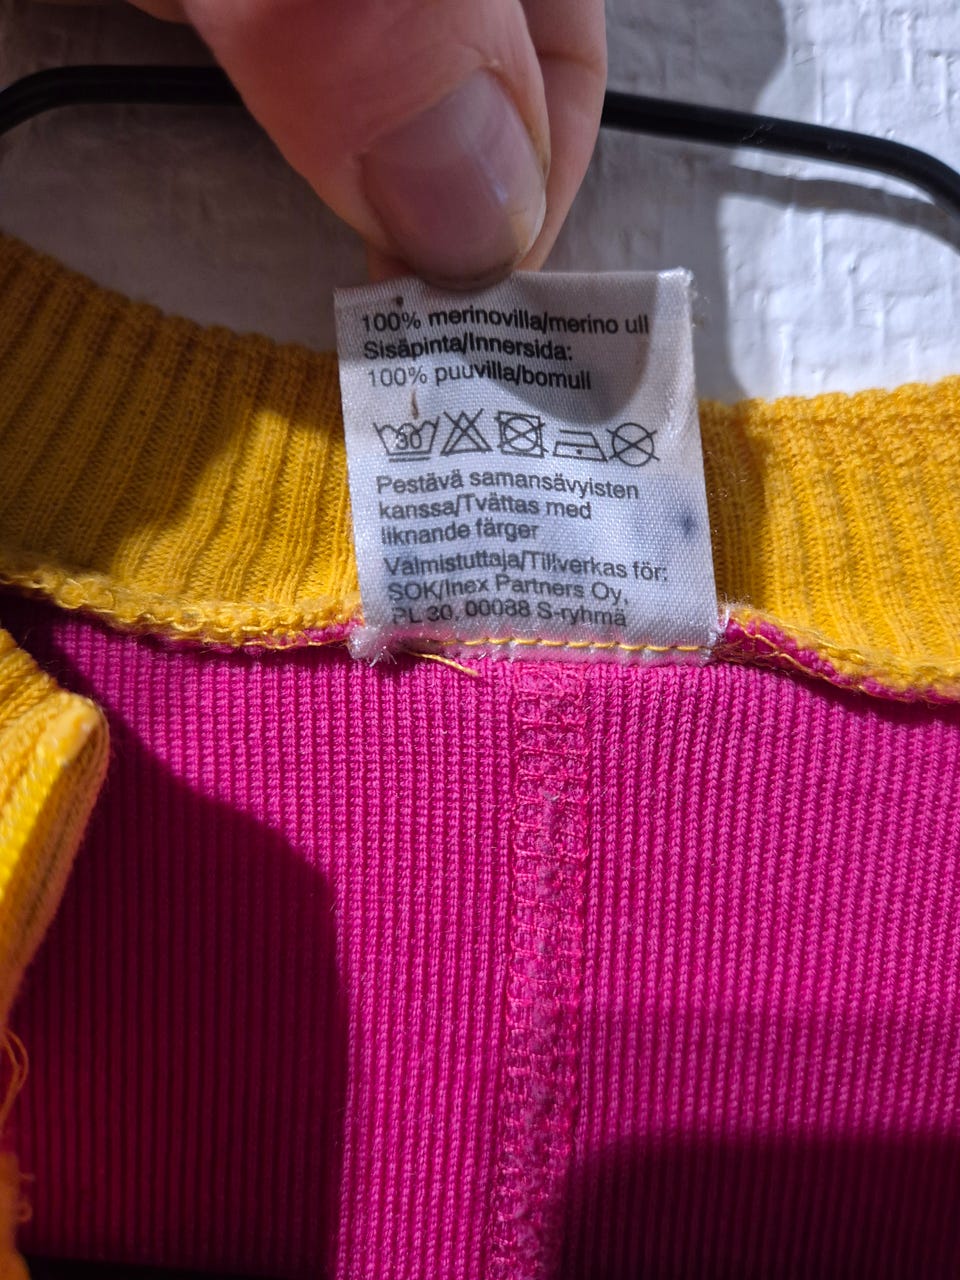 100% merinovilla/merino ull
Sisäpinta/Innersida:
100% puuvilla/bomull
30
Pestävä samansävyisten
kanssa/Tvättas med
liknande färger
Valmistuttaja/Tillverkas för:
SOK/Inex Partners Oy,
PL 30, 00088 S-ryhmä